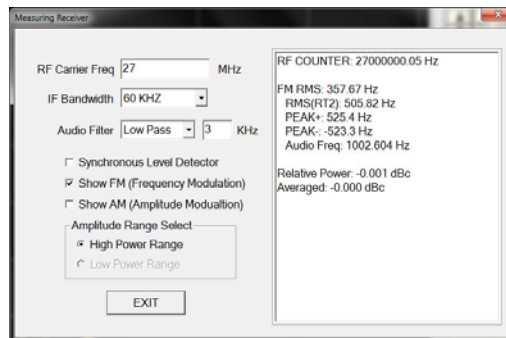 Measuring Receiver
RF Carrier Freq 27 MHz
IF Bandwidth 60 KHZ
Audio Filter Low Pass 3 KHz
Synchronous Level Detector
Show FM (Frequency Modulation)
Show AM (Amplitude Modualtion)
Amplitude Range Select
High Power Range
Low Power Range
EXIT
RF COUNTER: 27000000.05 Hz
FM RMS: 357.67 Hz
RMS(RT2): 505.82 Hz
PEAK+: 525.4 Hz
PEAK-: -523.3 Hz
Audio Freq: 1002.604 Hz
Relative Power: -0.001 dBc
Averaged: -0.000 dBc